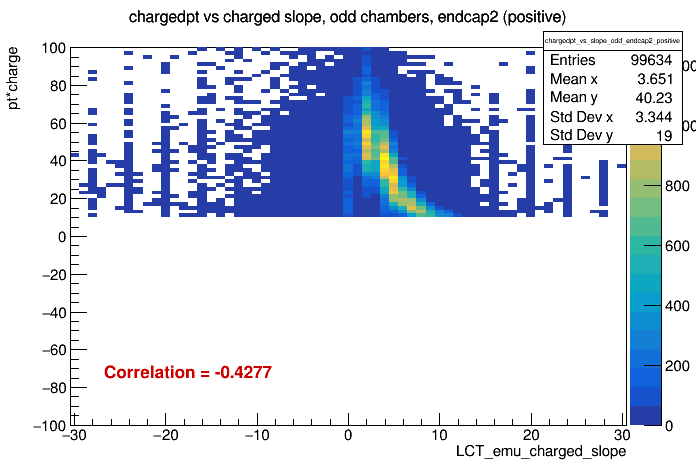 chargedpt vs charged slope, odd chambers, endcap2 (positive)
chargedpt_vs_slope_odd_endcap2_positive
Entries 99634
Mean x 3.651
Mean y 40.23
Std Dev x 3.344
Std Dev y 19
pt*charge
100
80
60
40
20
0
−20
−40
−60
−80
−100
−30
−20
−10
0
10
20
30
LCT_emu_charged_slope
Correlation = -0.4277
800
600
400
200
0